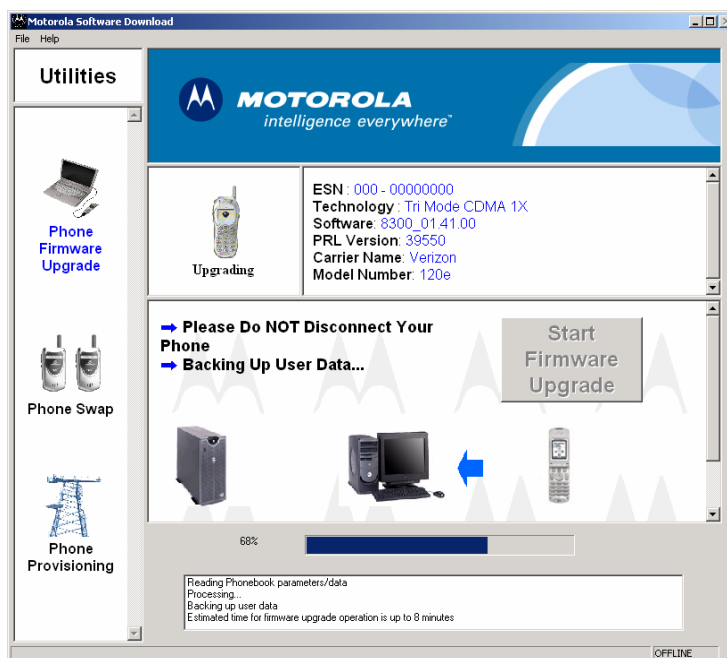 Motorola Software Download
File Help
Utilities
MOTOROLA
intelligence everywhere™
Phone
Firmware
Upgrade
Upgrading
ESN : 000 - 00000000
Technology : Tri Mode CDMA 1X
Software: 8300_01.41.00
PRL Version: 39550
Carrier Name: Verizon
Model Number: 120e
Please Do NOT Disconnect Your
Phone
Backing Up User Data...
Start
Firmware
Upgrade
Phone Swap
Phone
Provisioning
68%
Reading Phonebook parameters/data
Processing...
Backing up user data
Estimated time for firmware upgrade operation is up to 8 minutes
OFFLINE